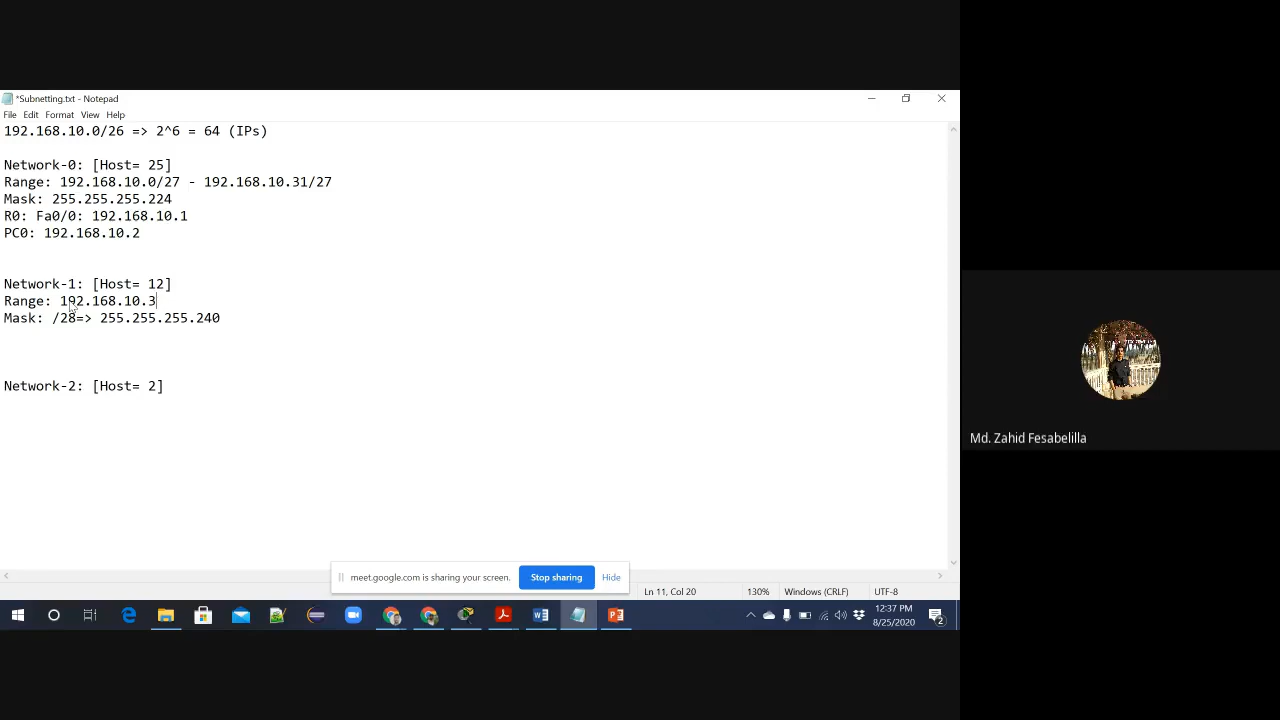 *Subnetting.txt - Notepad
File Edit Format View Help
192.168.10.0/26 => 2^6 = 64 (IPs)
Network-0: [Host= 25]
Range: 192.168.10.0/27 - 192.168.10.31/27
Mask: 255.255.255.224
R0: Fa0/0: 192.168.10.1
PC0: 192.168.10.2
Network-1: [Host= 12]
Range: 192.168.10.3
Mask: /28=> 255.255.255.240
Network-2: [Host= 2]
Md. Zahid Fesabelilla
meet.google.com is sharing your screen. Stop sharing Hide
Ln 11, Col 20 130% Windows (CRLF) UTF-8
12:37 PM
8/25/2020
2